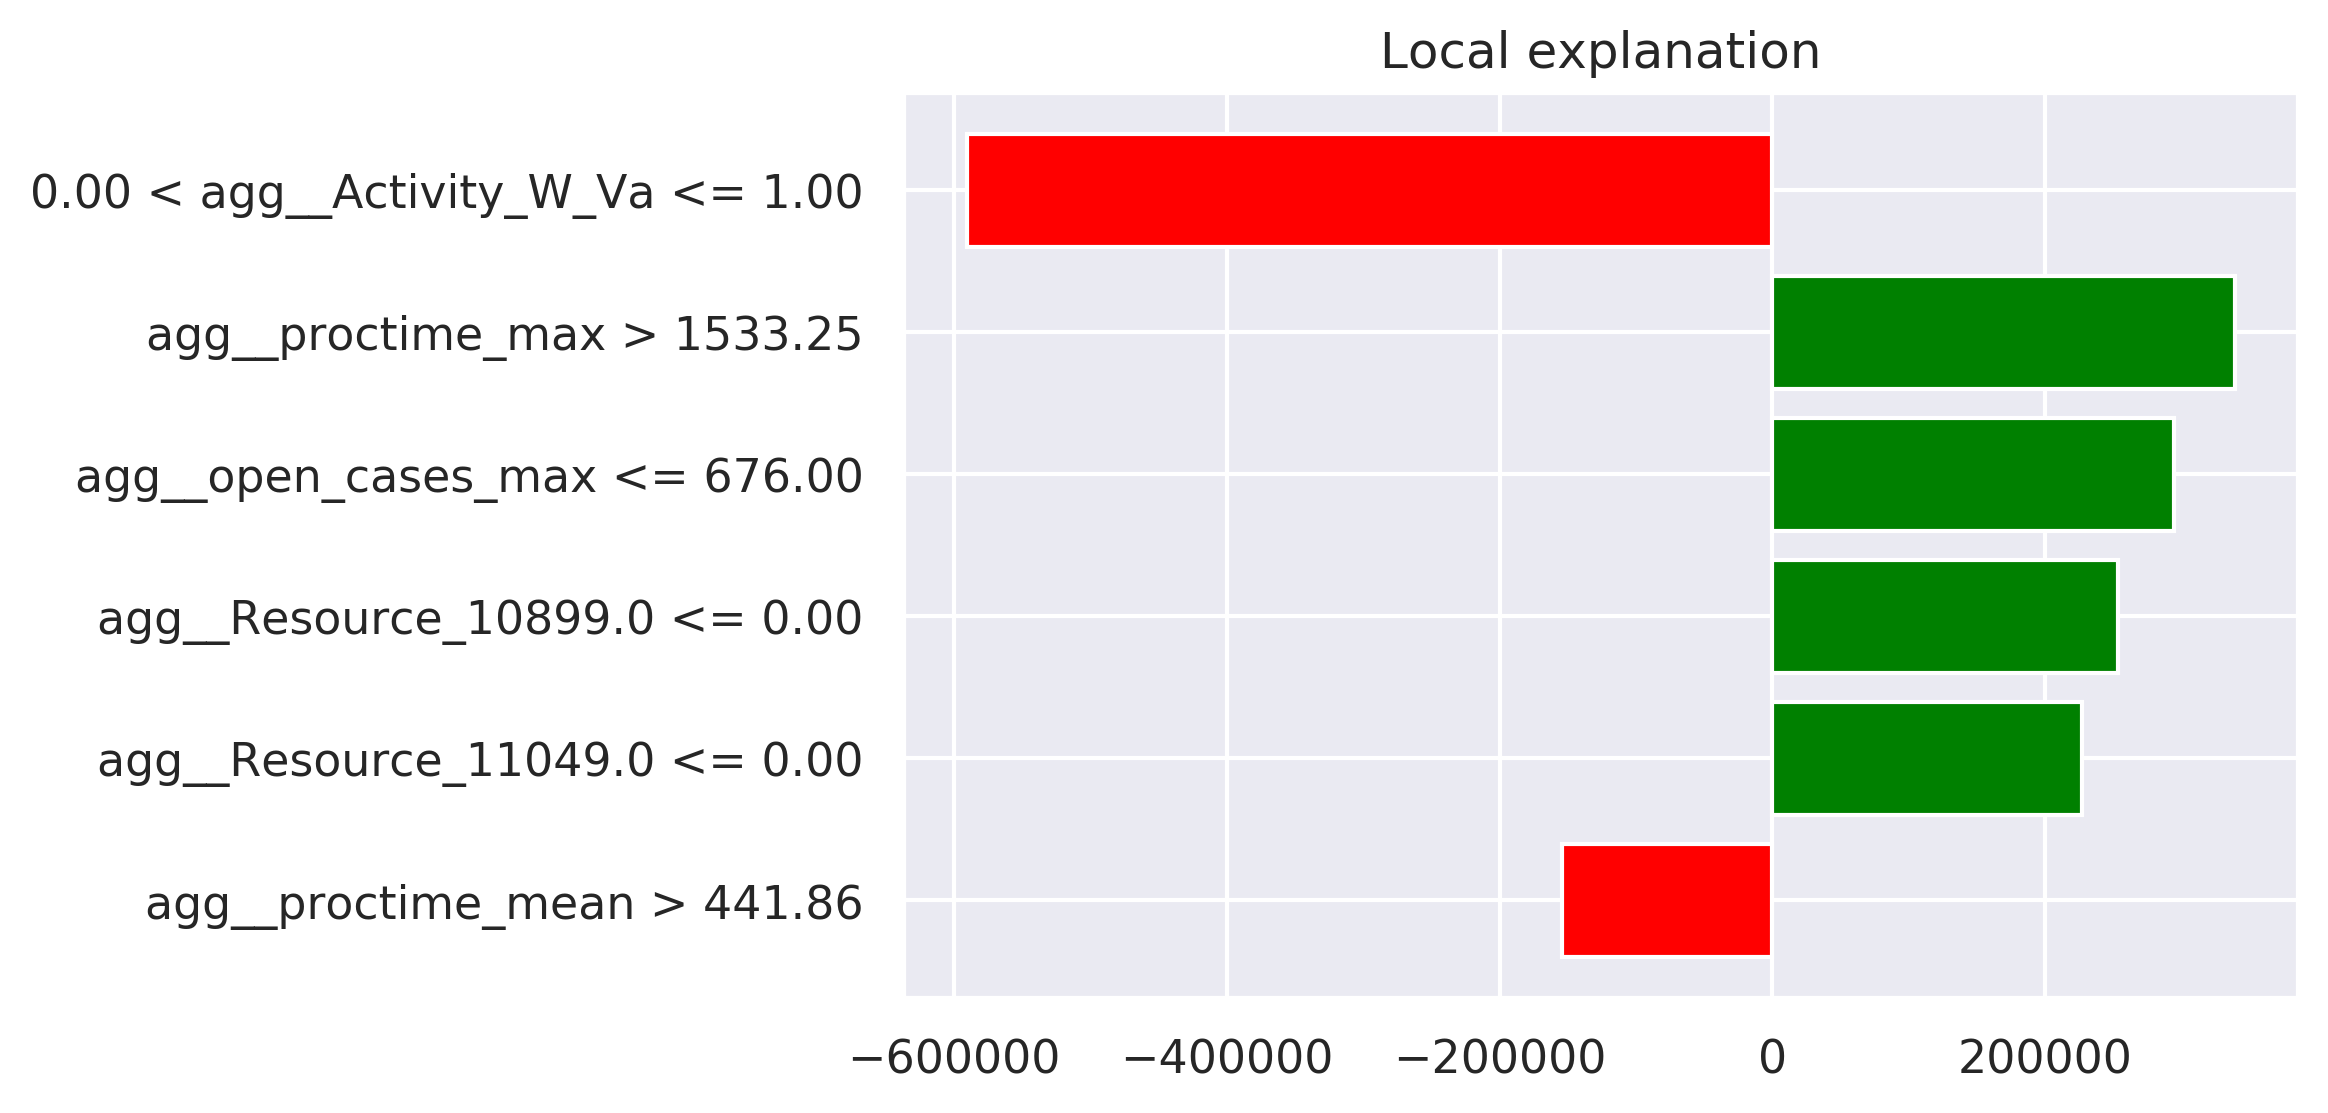 Local explanation
0.00 < agg__Activity_W_Va <= 1.00
agg__proctime_max > 1533.25
agg__open_cases_max <= 676.00
agg__Resource_10899.0 <= 0.00
agg__Resource_11049.0 <= 0.00
agg__proctime_mean > 441.86
−600000 −400000 −200000 0 200000